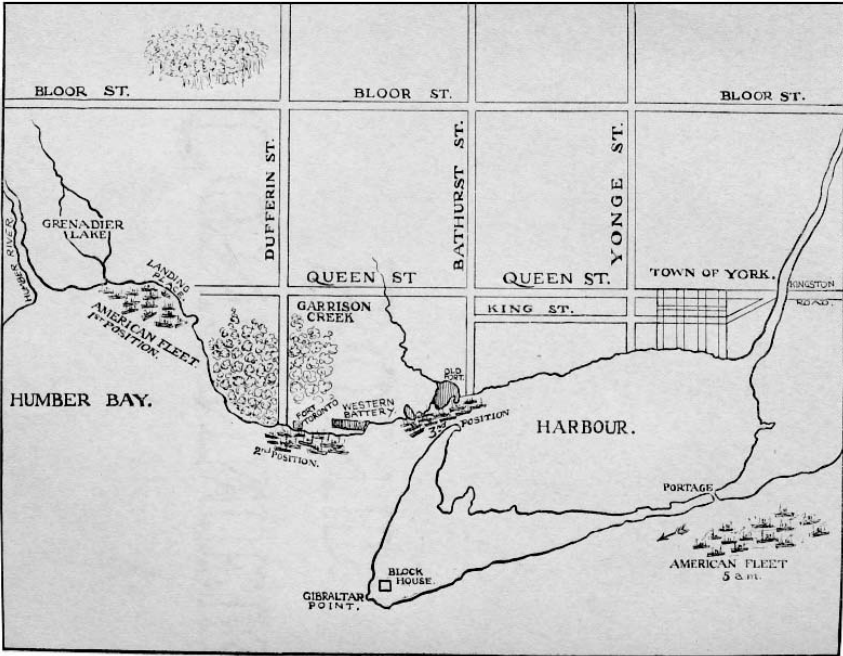 BLOOR ST.
BLOOR ST.
BLOOR ST.
DUFFERIN ST.
BATHURST ST.
YONGE ST.
HUMBER RIVER
GRENADIER
LAKE
LANDING
PLACE
QUEEN ST
QUEEN ST.
TOWN OF YORK.
KINGSTON
ROAD.
AMERICAN FLEET
1ST POSITION.
GARRISON
CREEK
KING ST.
HUMBER BAY.
FORT
TORONTO
WESTERN
BATTERY.
OLD
FORT.
2nd POSITION.
3rd POSITION
HARBOUR.
PORTAGE
BLOCK
HOUSE.
GIBRALTAR
POINT.
AMERICAN FLEET
5 a.m.